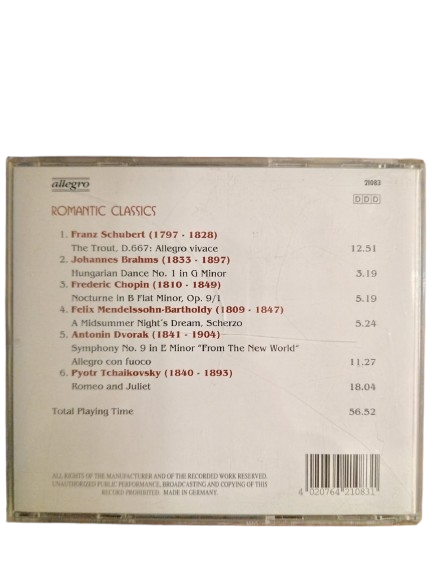 allegro
21083
DDD
ROMANTIC CLASSICS
1. Franz Schubert (1797 - 1828)
The Trout, D.667: Allegro vivace 12.51
2. Johannes Brahms (1833 - 1897)
Hungarian Dance No. 1 in G Minor 3.19
3. Frederic Chopin (1810 - 1849)
Nocturne in B Flat Minor, Op. 9/1 5.19
4. Felix Mendelssohn-Bartholdy (1809 - 1847)
A Midsummer Night's Dream, Scherzo 5.24
5. Antonin Dvorak (1841 - 1904)
Symphony No. 9 in E Minor "From The New World"
Allegro con fuoco 11.27
6. Pyotr Tchaikovsky (1840 - 1893)
Romeo and Juliet 18.04
Total Playing Time 56.52
ALL RIGHTS OF THE MANUFACTURER AND OF THE RECORDED WORK RESERVED.
UNAUTHORIZED PUBLIC PERFORMANCE, BROADCASTING AND COPYING OF THIS
RECORD PROHIBITED. MADE IN GERMANY.
4 020764 210831